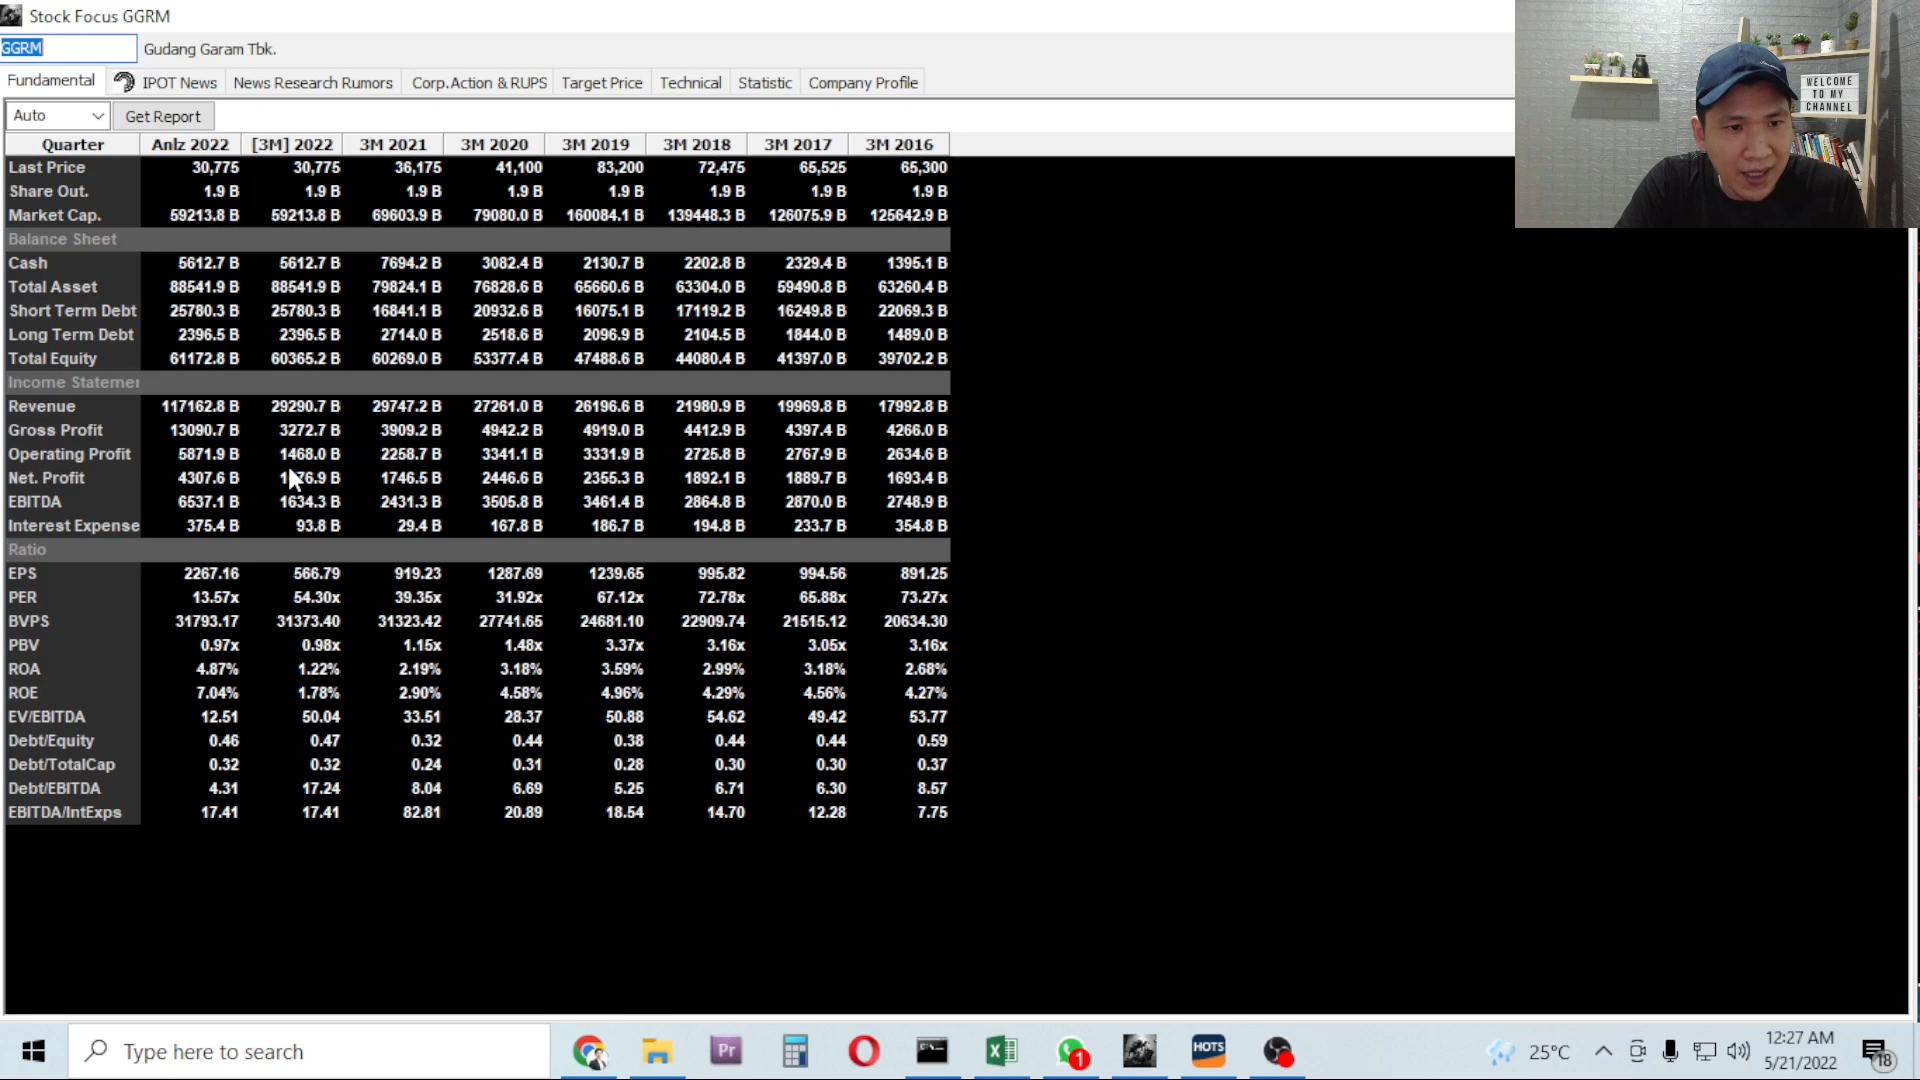 Stock Focus GGRM
GGRM Gudang Garam Tbk.
Fundamental IPOT News News Research Rumors Corp.Action & RUPS Target Price Technical Statistic Company Profile
Auto Get Report
Quarter Anlz 2022 [3M] 2022 3M 2021 3M 2020 3M 2019 3M 2018 3M 2017 3M 2016
Last Price 30,775 30,775 36,175 41,100 83,200 72,475 65,525 65,300
Share Out. 1.9 B 1.9 B 1.9 B 1.9 B 1.9 B 1.9 B 1.9 B 1.9 B
Market Cap. 59213.8 B 59213.8 B 69603.9 B 79080.0 B 160084.1 B 139448.3 B 126075.9 B 125642.9 B
Balance Sheet
Cash 5612.7 B 5612.7 B 7694.2 B 3082.4 B 2130.7 B 2202.8 B 2329.4 B 1395.1 B
Total Asset 88541.9 B 88541.9 B 79824.1 B 76828.6 B 65660.6 B 63304.0 B 59490.8 B 63260.4 B
Short Term Debt 25780.3 B 25780.3 B 16841.1 B 20932.6 B 16075.1 B 17119.2 B 16249.8 B 22069.3 B
Long Term Debt 2396.5 B 2396.5 B 2714.0 B 2518.6 B 2096.9 B 2104.5 B 1844.0 B 1489.0 B
Total Equity 61172.8 B 60365.2 B 60269.0 B 53377.4 B 47488.6 B 44080.4 B 41397.0 B 39702.2 B
Income Statemer
Revenue 117162.8 B 29290.7 B 29747.2 B 27261.0 B 26196.6 B 21980.9 B 19969.8 B 17992.8 B
Gross Profit 13090.7 B 3272.7 B 3909.2 B 4942.2 B 4919.0 B 4412.9 B 4397.4 B 4266.0 B
Operating Profit 5871.9 B 1468.0 B 2258.7 B 3341.1 B 3331.9 B 2725.8 B 2767.9 B 2634.6 B
Net. Profit 4307.6 B 1746.5 B 2446.6 B 2355.3 B 1892.1 B 1889.7 B 1693.4 B
EBITDA 6537.1 B 1634.3 B 2431.3 B 3505.8 B 3461.4 B 2864.8 B 2870.0 B 2748.9 B
Interest Expense 375.4 B 93.8 B 29.4 B 167.8 B 186.7 B 194.8 B 233.7 B 354.8 B
Ratio
EPS 2267.16 566.79 919.23 1287.69 1239.65 995.82 994.56 891.25
PER 13.57x 54.30x 39.35x 31.92x 67.12x 72.78x 65.88x 73.27x
BVPS 31793.17 31373.40 31323.42 27741.65 24681.10 22909.74 21515.12 20634.30
PBV 0.97x 0.98x 1.15x 1.48x 3.37x 3.16x 3.05x 3.16x
ROA 4.87% 1.22% 2.19% 3.18% 3.59% 2.99% 3.18% 2.68%
ROE 7.04% 1.78% 2.90% 4.58% 4.96% 4.29% 4.56% 4.27%
EV/EBITDA 12.51 50.04 33.51 28.37 50.88 54.62 49.42 53.77
Debt/Equity 0.46 0.47 0.32 0.44 0.38 0.44 0.44 0.59
Debt/TotalCap 0.32 0.32 0.24 0.31 0.28 0.30 0.30 0.37
Debt/EBITDA 4.31 17.24 8.04 6.69 5.25 6.71 6.30 8.57
EBITDA/IntExps 17.41 17.41 82.81 20.89 18.54 14.70 12.28 7.75
WELCOME
TO MY
CHANNEL
Type here to search
Pr
HOTS
1
25°C
12:27 AM
5/21/2022
18